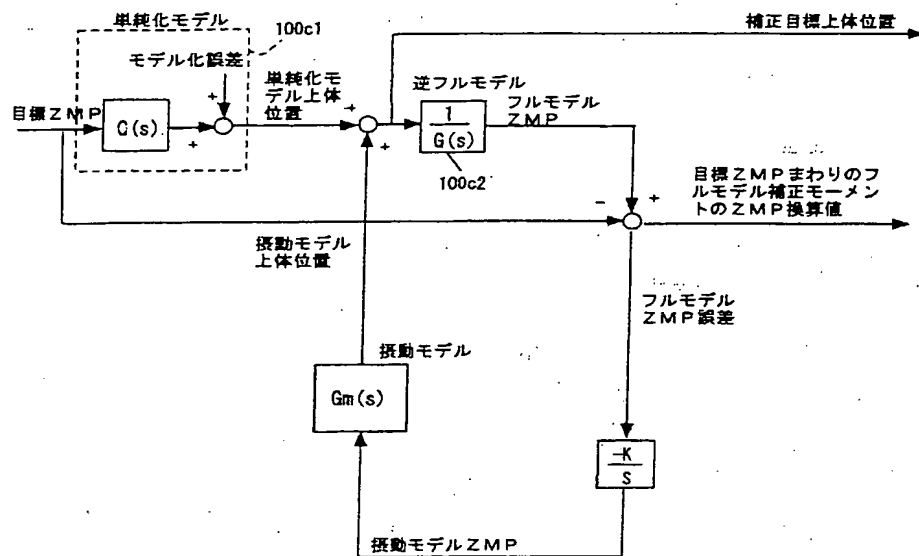 単純化モデル
100c1
補正目標上体位置
モデル化誤差
+
単純化モ
デル上体
位置
逆フルモデル
目標ZMP
G(s)
+
+
+
1
G(s)
フルモデル
ZMP
100c2
目標ZMPまわりのフ
ルモデル補正モーメン
トのZMP換算値
-
+
摂動モデル
上体位置
フルモデル
ZMP誤差
摂動モデル
Gm(s)
-K
S
摂動モデルZMP